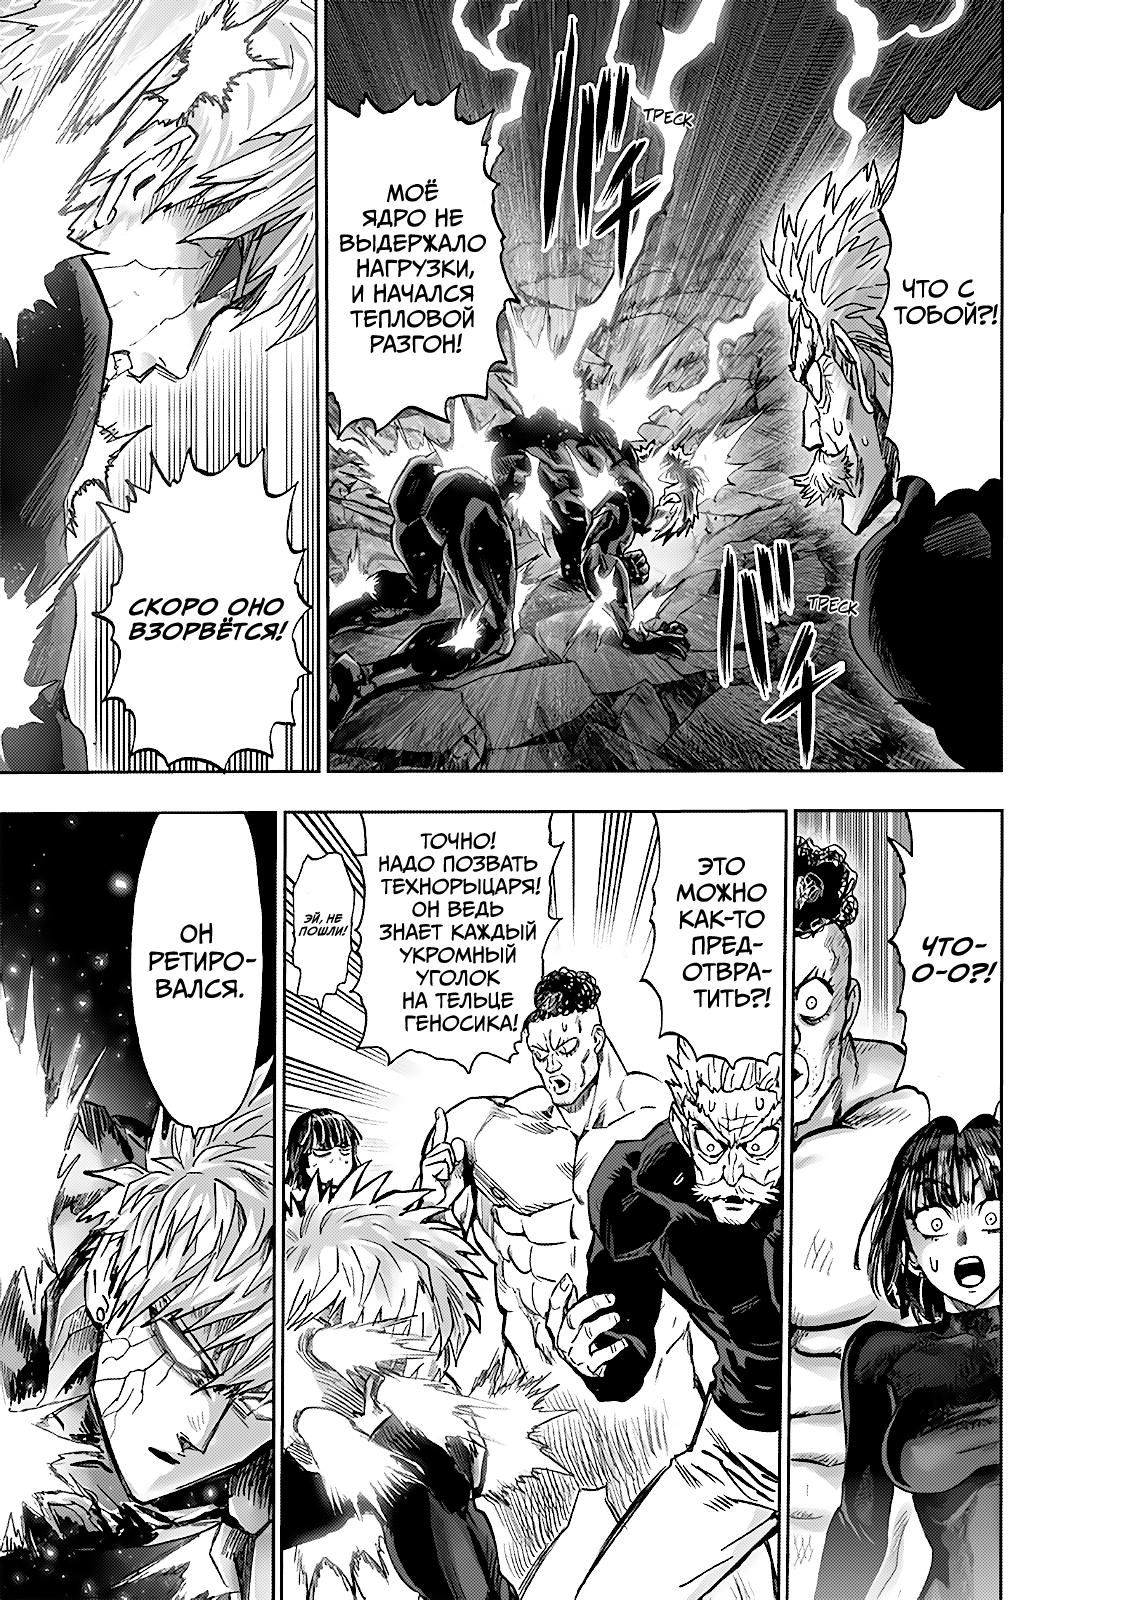 ТРЕСК
ЧТО С
ТОБОЙ?!
МОЁ
ЯДРО НЕ
ВЫДЕРЖАЛО
НАГРУЗКИ,
И НАЧАЛСЯ
ТЕПЛОВОЙ
РАЗГОН!
ТРЕСК
СКОРО ОНО
ВЗОРВЁТСЯ!
ЧТО-
О-О?!
ЭТО
МОЖНО
КАК-ТО
ПРЕД-
ОТВРА-
ТИТЬ?!
ТОЧНО!
НАДО ПОЗВАТЬ
ТЕХНОРЫЦАРЯ!
ОН ВЕДЬ
ЗНАЕТ КАЖДЫЙ
УКРОМНЫЙ
УГОЛОК
НА ТЕЛЬЦЕ
ГЕНОСИКА!
ЭЙ, НЕ
ПОШЛИ!
ОН
РЕТИРО-
ВАЛСЯ.